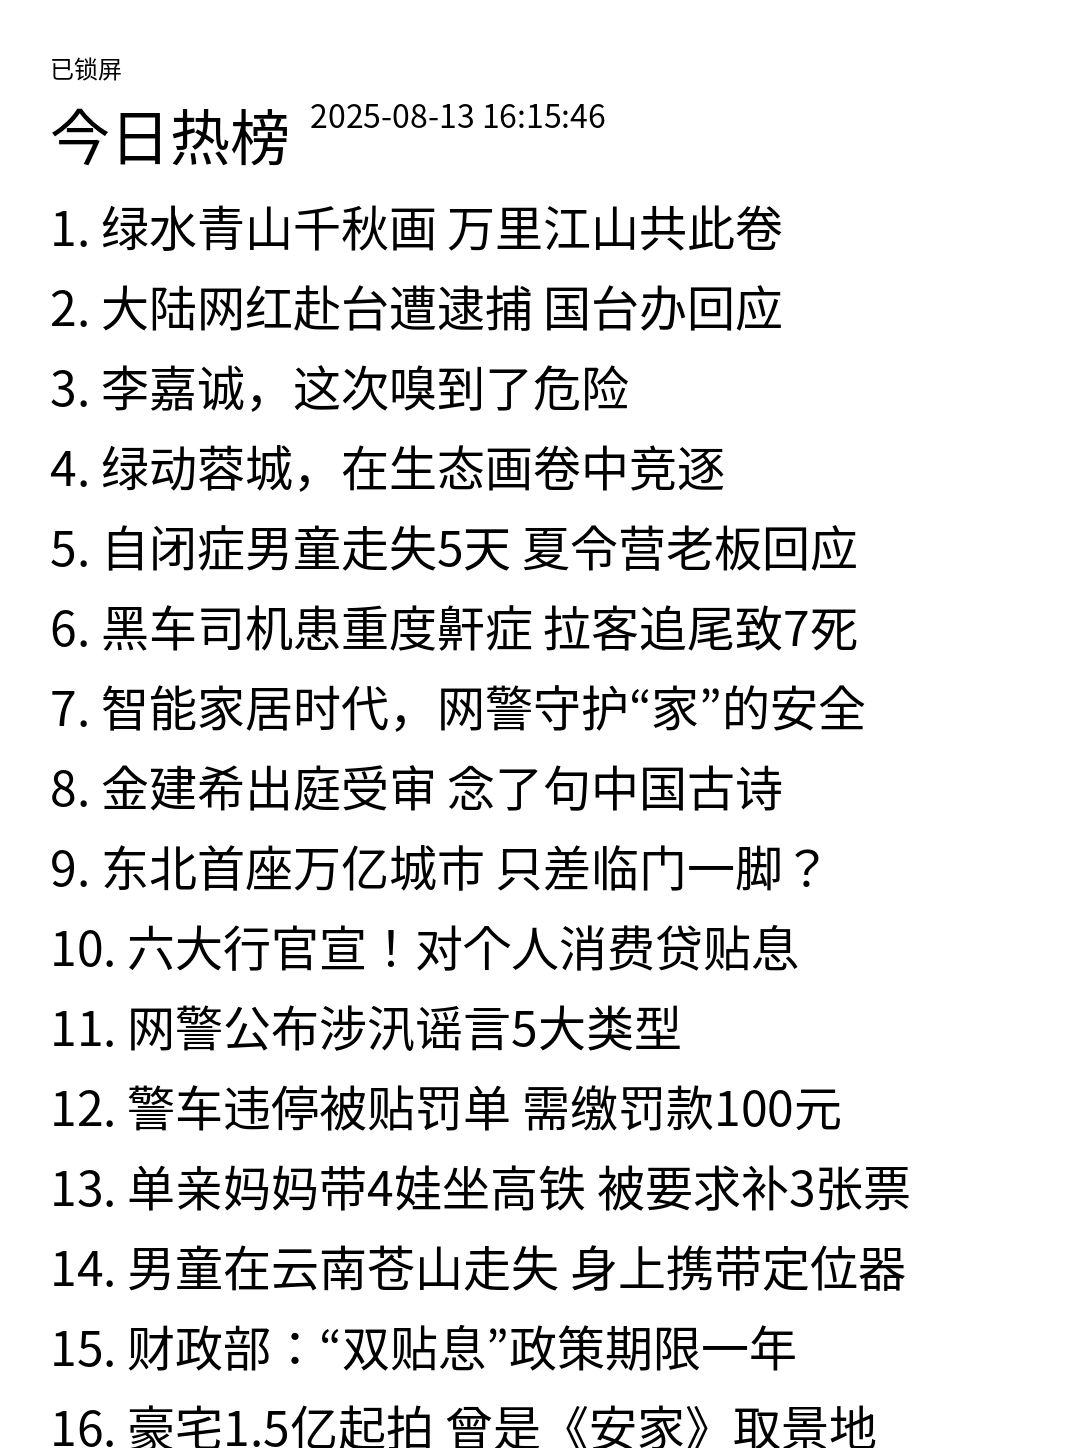 已锁屏
今日热榜 2025-08-13 16:15:46
1. 绿水青山千秋画 万里江山共此卷
2. 大陆网红赴台遭逮捕 国台办回应
3. 李嘉诚，这次嗅到了危险
4. 绿动蓉城，在生态画卷中竞逐
5. 自闭症男童走失5天 夏令营老板回应
6. 黑车司机患重度鼾症 拉客追尾致7死
7. 智能家居时代，网警守护“家”的安全
8. 金建希出庭受审 念了句中国古诗
9. 东北首座万亿城市 只差临门一脚？
10. 六大行官宣！对个人消费贷贴息
11. 网警公布涉汛谣言5大类型
12. 警车违停被贴罚单 需缴罚款100元
13. 单亲妈妈带4娃坐高铁 被要求补3张票
14. 男童在云南苍山走失 身上携带定位器
15. 财政部：“双贴息”政策期限一年
16. 豪宅1.5亿起拍 曾是《安家》取景地